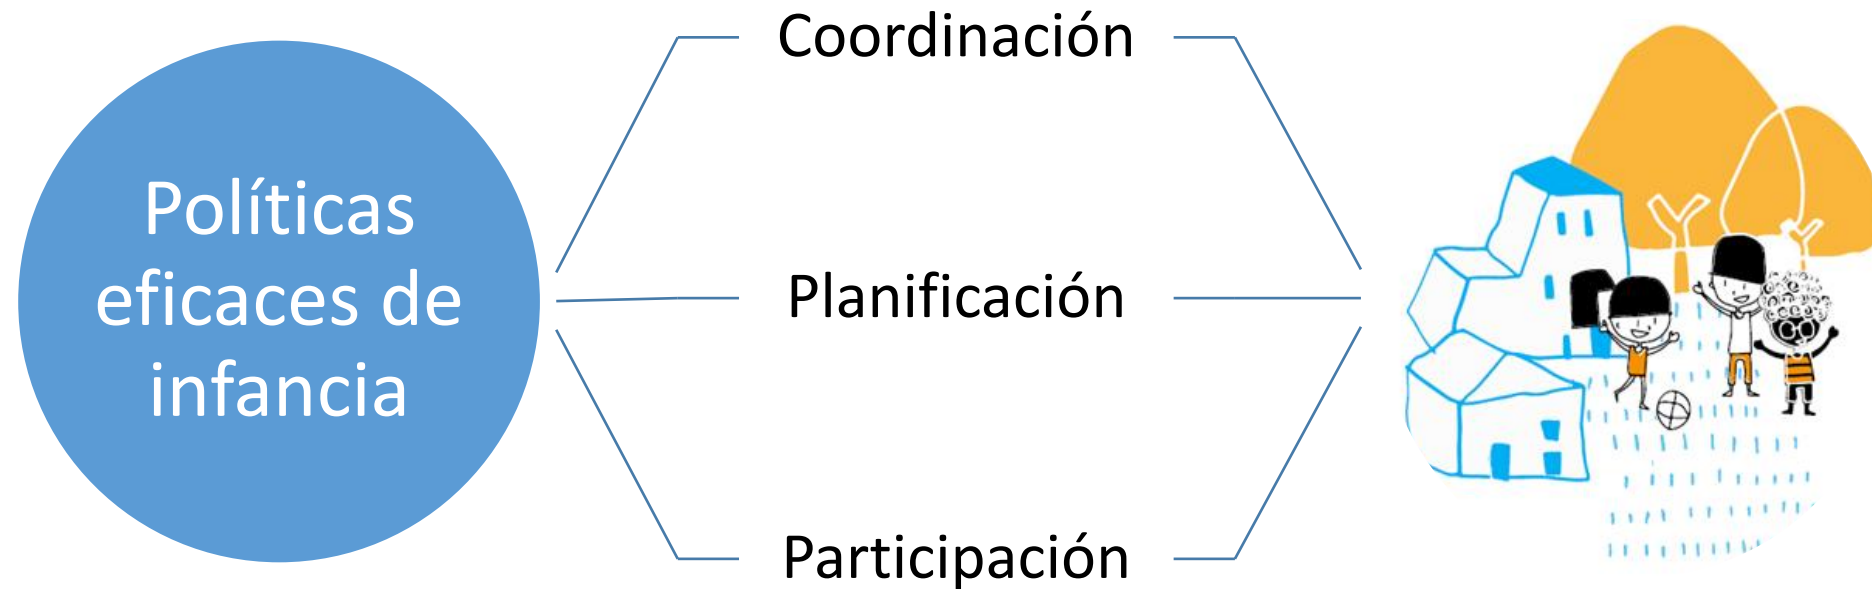 Políticas
eficaces de
infancia
Coordinación
Planificación
Participación